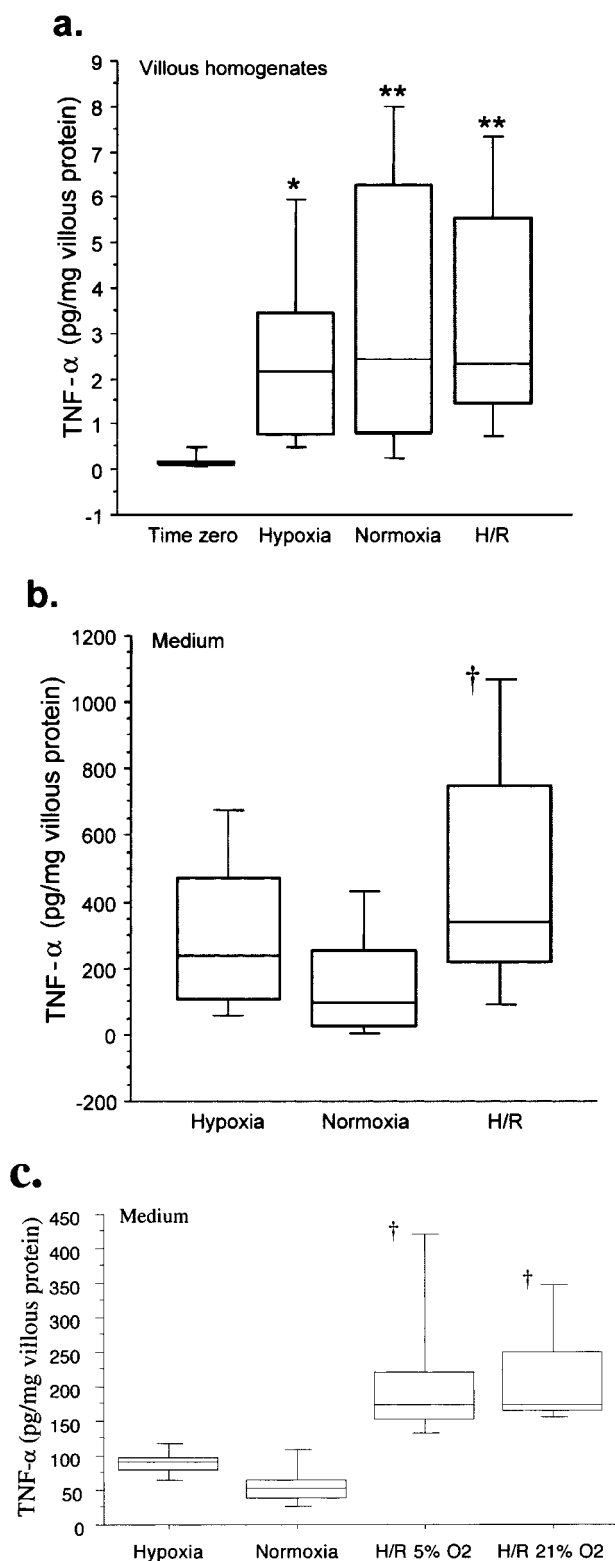 a.
Villous homogenates
TNF-α (pg/mg villous protein)
9
8
7
6
5
4
3
2
1
0
-1
*
**
**
Time zero Hypoxia Normoxia H/R
b.
Medium
TNF-α (pg/mg villous protein)
1200
1000
800
600
400
200
0
-200
†
Hypoxia Normoxia H/R
c.
Medium
TNF-α (pg/mg villous protein)
450
400
350
300
250
200
150
100
50
0
†
†
Hypoxia Normoxia H/R 5% O2 H/R 21% O2